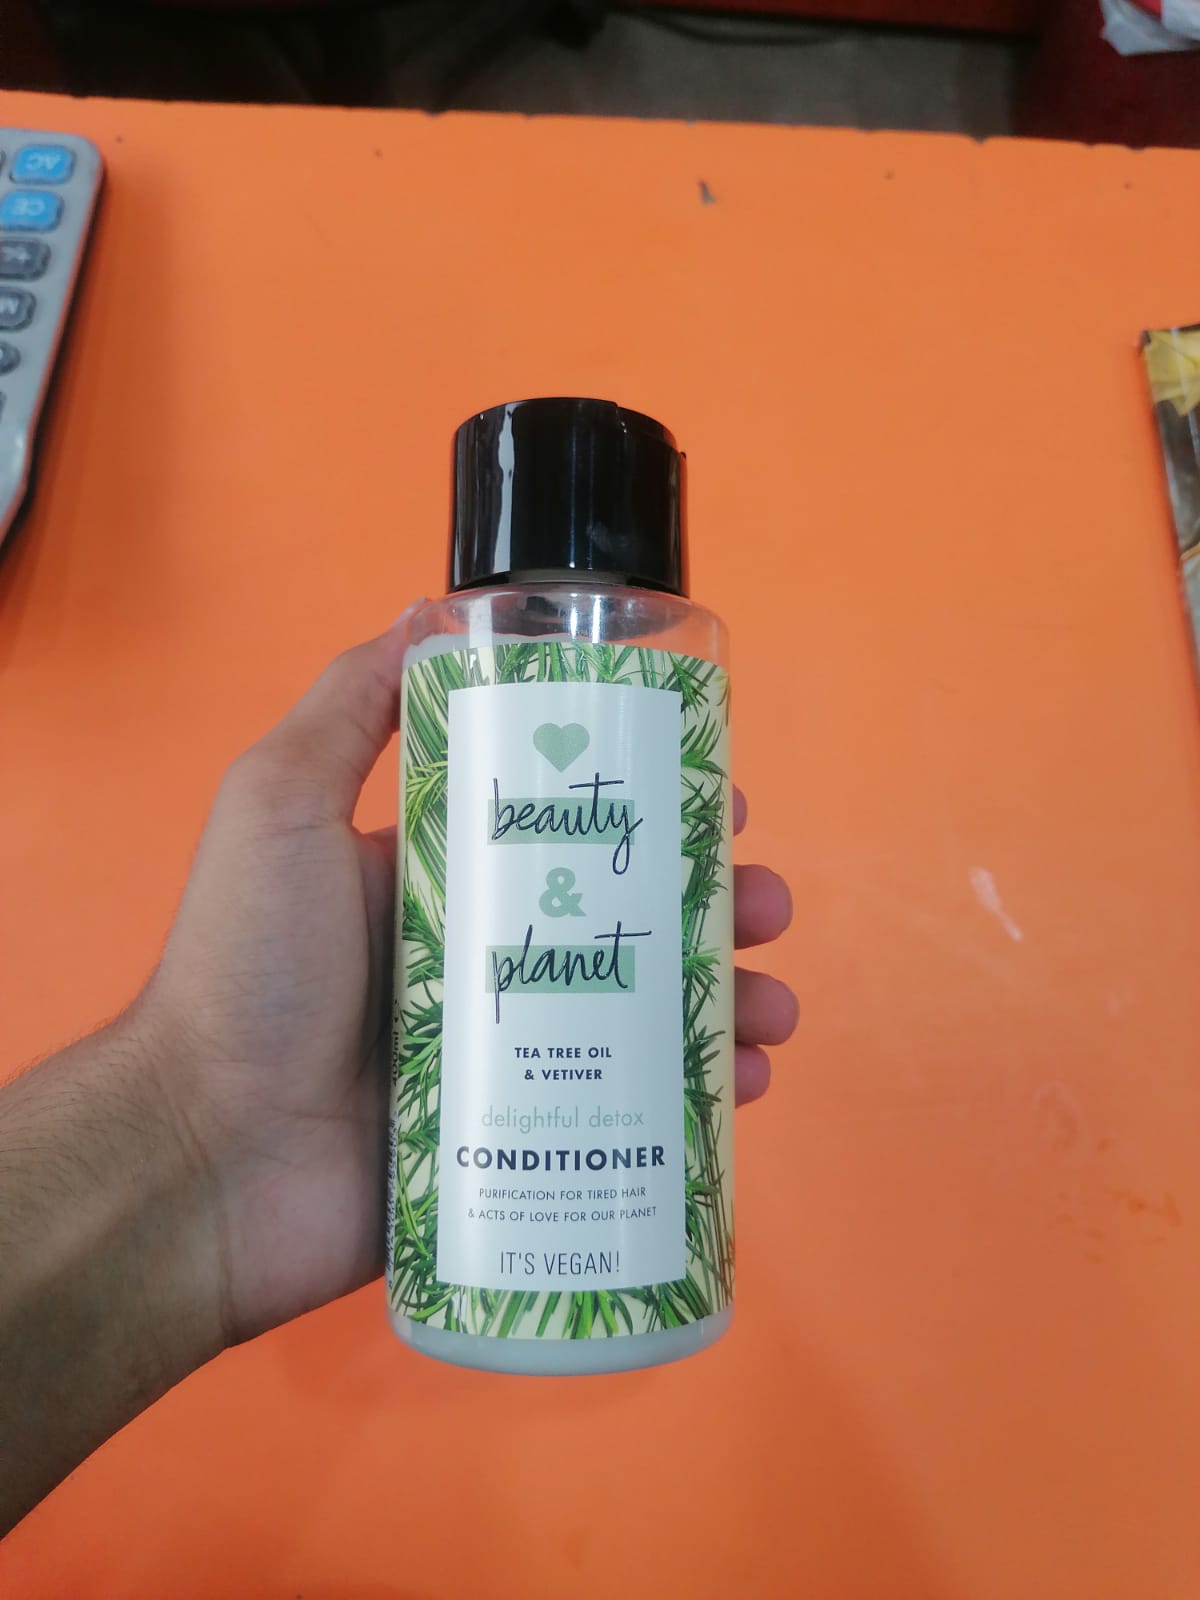 beauty
&
planet
TEA TREE OIL
& VETIVER
delightful detox
CONDITIONER
PURIFICATION FOR TIRED HAIR
& ACTS OF LOVE FOR OUR PLANET
IT'S VEGAN!
400ml e
AC
CE